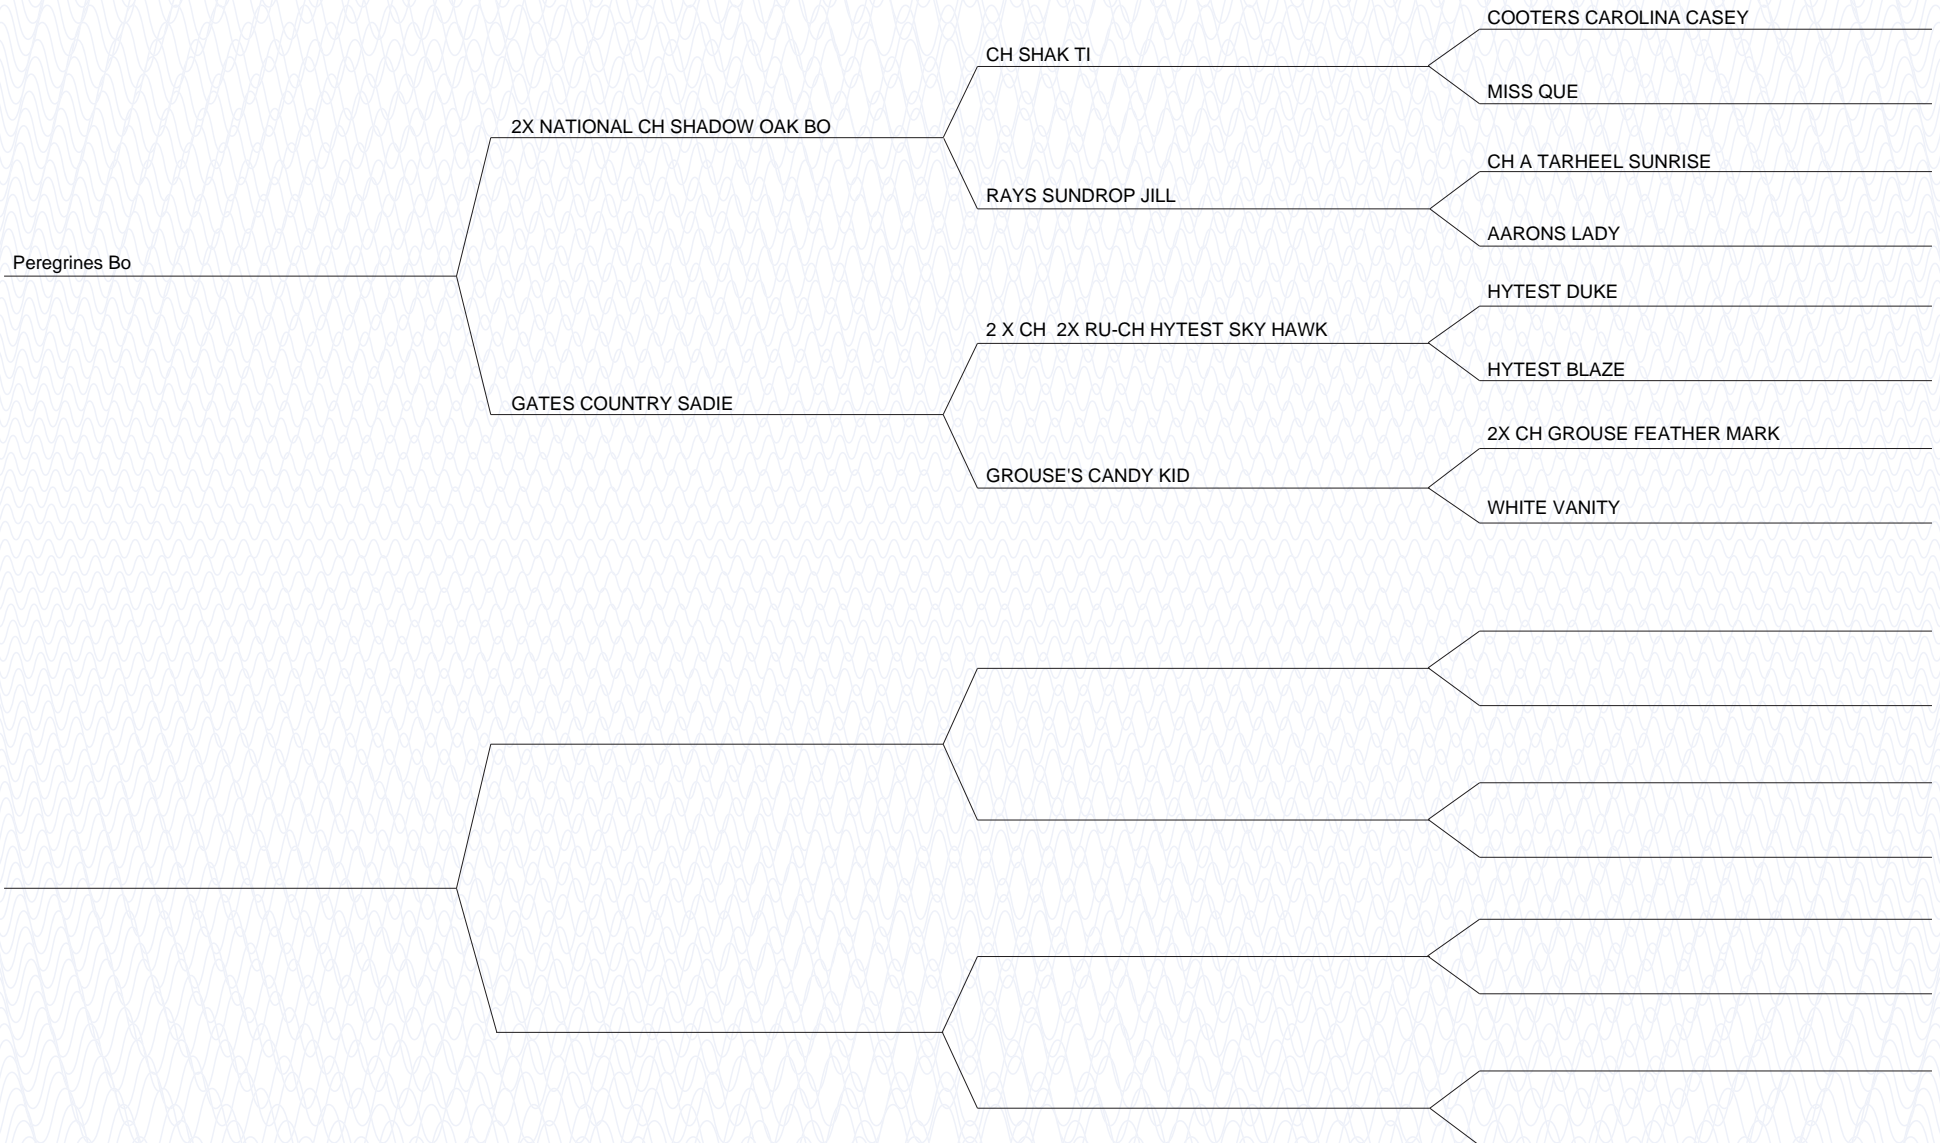 COOTERS CAROLINA CASEY
CH SHAK TI
MISS QUE
2X NATIONAL CH SHADOW OAK BO
CH A TARHEEL SUNRISE
RAYS SUNDROP JILL
AARONS LADY
Peregrines Bo
HYTEST DUKE
2 X CH  2X RU-CH HYTEST SKY HAWK
HYTEST BLAZE
GATES COUNTRY SADIE
2X CH GROUSE FEATHER MARK
GROUSE'S CANDY KID
WHITE VANITY